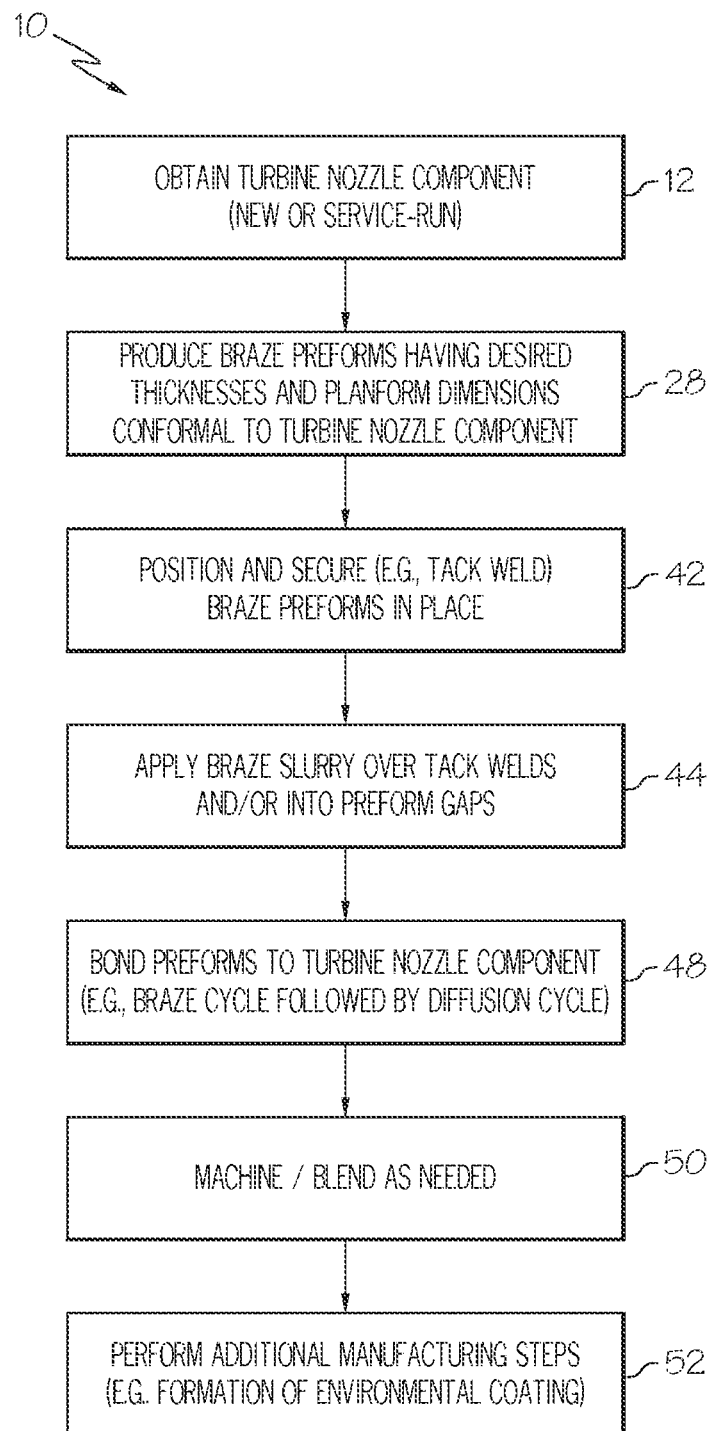 10
OBTAIN TURBINE NOZZLE COMPONENT
(NEW OR SERVICE-RUN)
12
PRODUCE BRAZE PREFORMS HAVING DESIRED
THICKNESSES AND PLANFORM DIMENSIONS
CONFORMAL TO TURBINE NOZZLE COMPONENT
28
POSITION AND SECURE (E.G., TACK WELD)
BRAZE PREFORMS IN PLACE
42
APPLY BRAZE SLURRY OVER TACK WELDS
AND/OR INTO PREFORM GAPS
44
BOND PREFORMS TO TURBINE NOZZLE COMPONENT
(E.G., BRAZE CYCLE FOLLOWED BY DIFFUSION CYCLE)
48
MACHINE / BLEND AS NEEDED
50
PERFORM ADDITIONAL MANUFACTURING STEPS
(E.G. FORMATION OF ENVIRONMENTAL COATING)
52